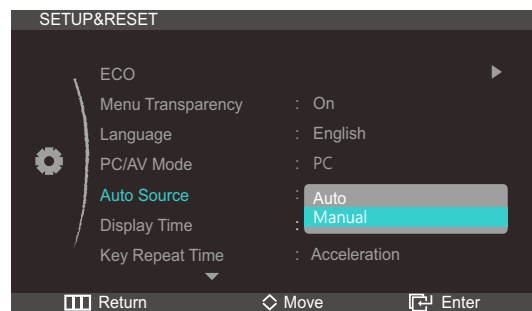 SETUP&RESET
ECO
Menu Transparency : On
Language : English
PC/AV Mode : PC
Auto Source : Auto
Manual
Display Time :
Key Repeat Time : Acceleration
Return Move Enter